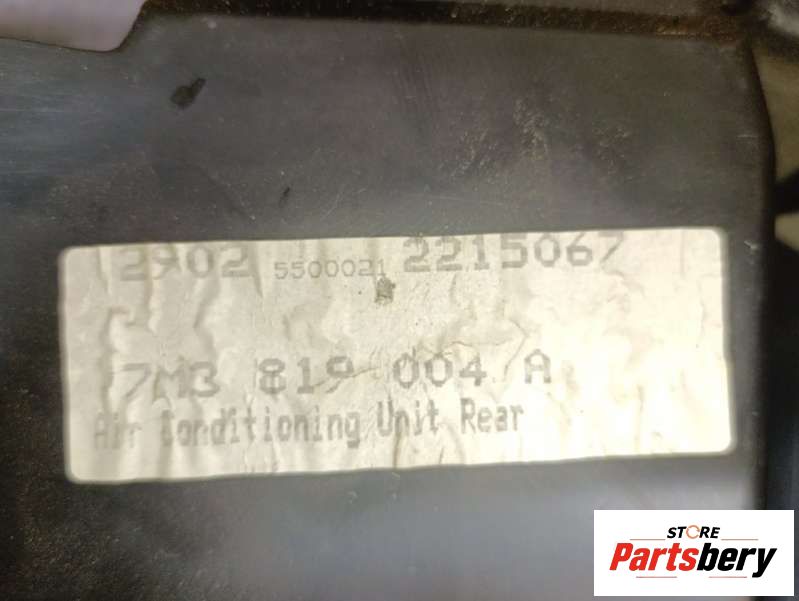 2902 5500021 2215067
7M3 819 004 A
Air Conditioning Unit Rear
STORE
Partsbery